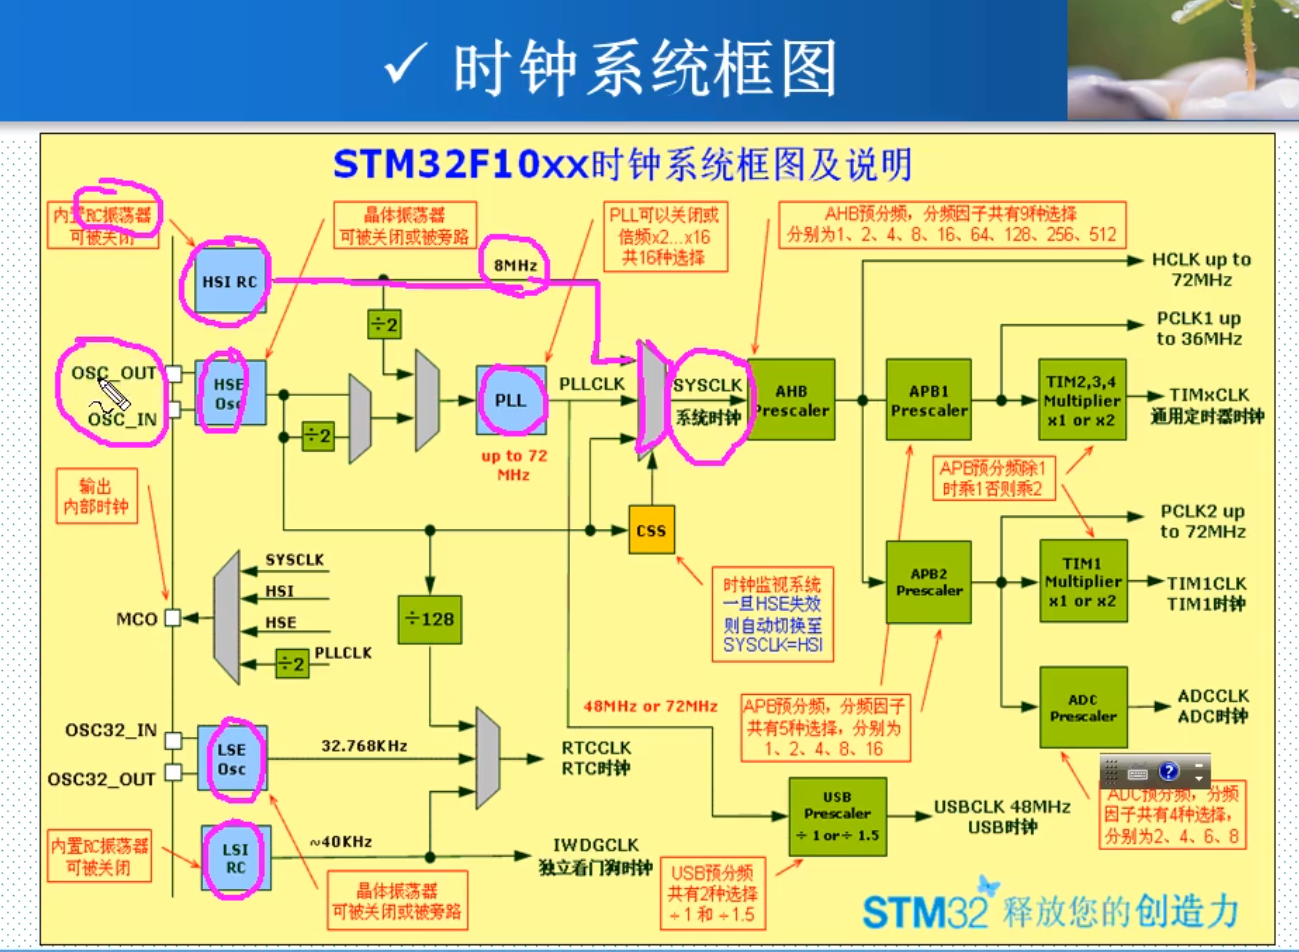 ✓ 时钟系统框图
STM32F10xx时钟系统框图及说明
内置RC振荡器
可被关闭
晶体振荡器
可被关闭或被旁路
PLL可以关闭或
倍频x2...x16
共16种选择
AHB预分频，分频因子共有9种选择
分别为1、2、4、8、16、64、128、256、512
HSI RC
8MHz
÷2
HCLK up to
72MHz
PCLK1 up
to 36MHz
OSC_OUT
OSC_IN
HSE
Osc
÷2
PLL
up to 72
MHz
PLLCLK
SYSCLK
系统时钟
AHB
Prescaler
APB1
Prescaler
TIM2,3,4
Multiplier
x1 or x2
TIMxCLK
通用定时器时钟
APB预分频除1
时乘1否则乘2
输出
内部时钟
CSS
时钟监视系统
一旦HSE失效
则自动切换至
SYSCLK=HSI
APB2
Prescaler
PCLK2 up
to 72MHz
TIM1
Multiplier
x1 or x2
TIM1CLK
TIM1时钟
MCO
SYSCLK
HSI
HSE
÷2
PLLCLK
÷128
48MHz or 72MHz
APB预分频，分频因子
共有5种选择，分别为
1、2、4、8、16
ADC
Prescaler
ADCCLK
ADC时钟
ADC预分频，分频
因子共有4种选择，
分别为2、4、6、8
OSC32_IN
OSC32_OUT
LSE
Osc
32.768KHz
RTCCLK
RTC时钟
USB
Prescaler
÷ 1 or ÷ 1.5
USBCLK 48MHz
USB时钟
内置RC振荡器
可被关闭
LSI
RC
~40KHz
IWDGCLK
独立看门狗时钟
晶体振荡器
可被关闭或被旁路
USB预分频
共有2种选择
÷1 和 ÷1.5
STM32 释放您的创造力